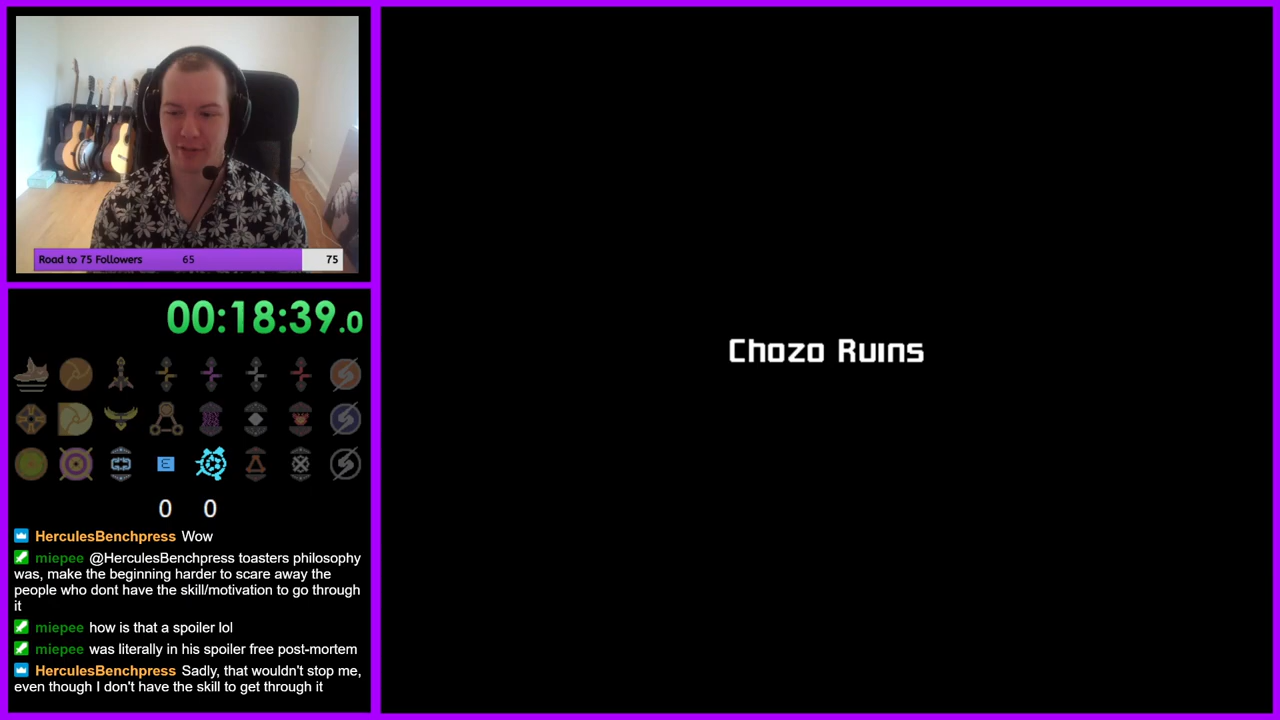 Road to 75 Followers 65 75
00:18:39.0
Chozo Ruins
0 0
HerculesBenchpress Wow
miepee @HerculesBenchpress toasters philosophy
was, make the beginning harder to scare away the
people who dont have the skill/motivation to go through
it
miepee how is that a spoiler lol
miepee was literally in his spoiler free post-mortem
HerculesBenchpress Sadly, that wouldn't stop me,
even though I don't have the skill to get through it